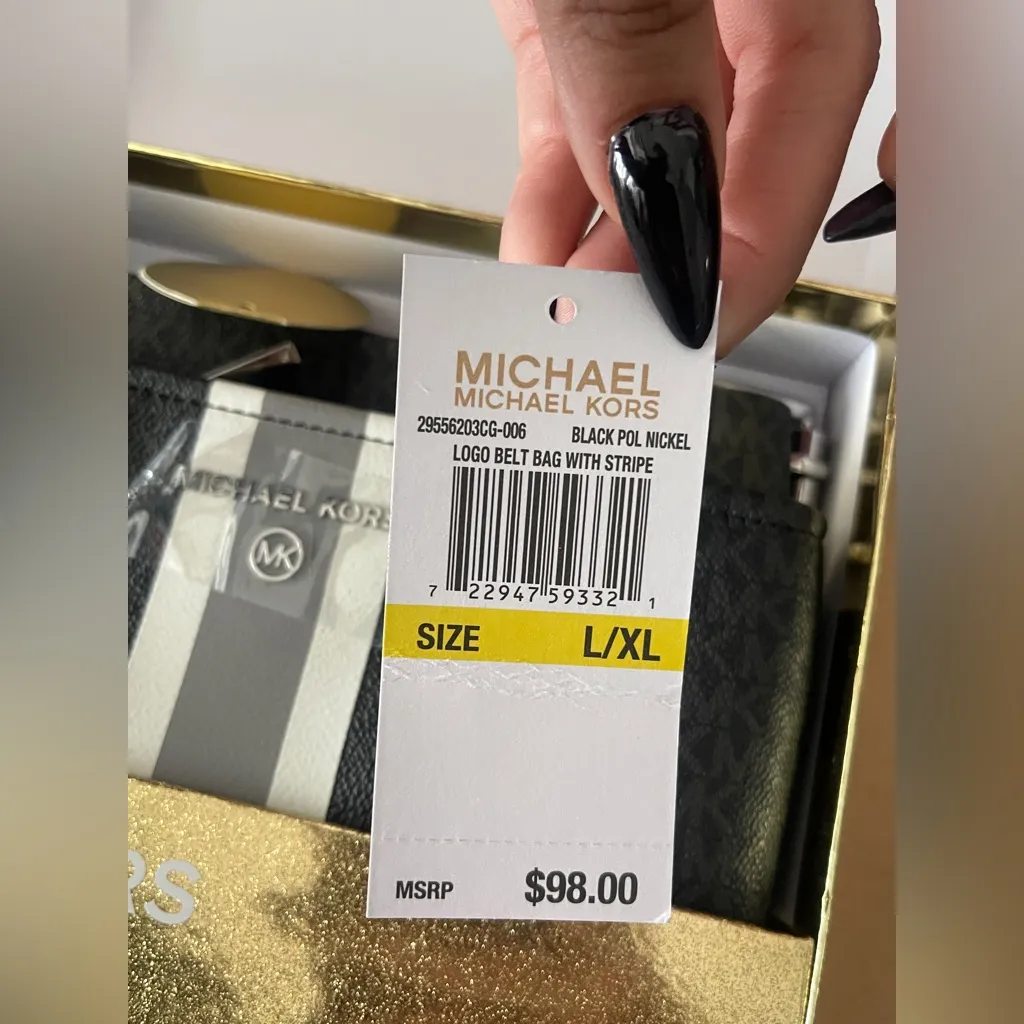 MICHAEL
MICHAEL KORS
29556203CG-006 BLACK POL NICKEL
LOGO BELT BAG WITH STRIPE
7 22947 59332 1
SIZE L/XL
MSRP $98.00
MICHAEL KORS
MK
RS